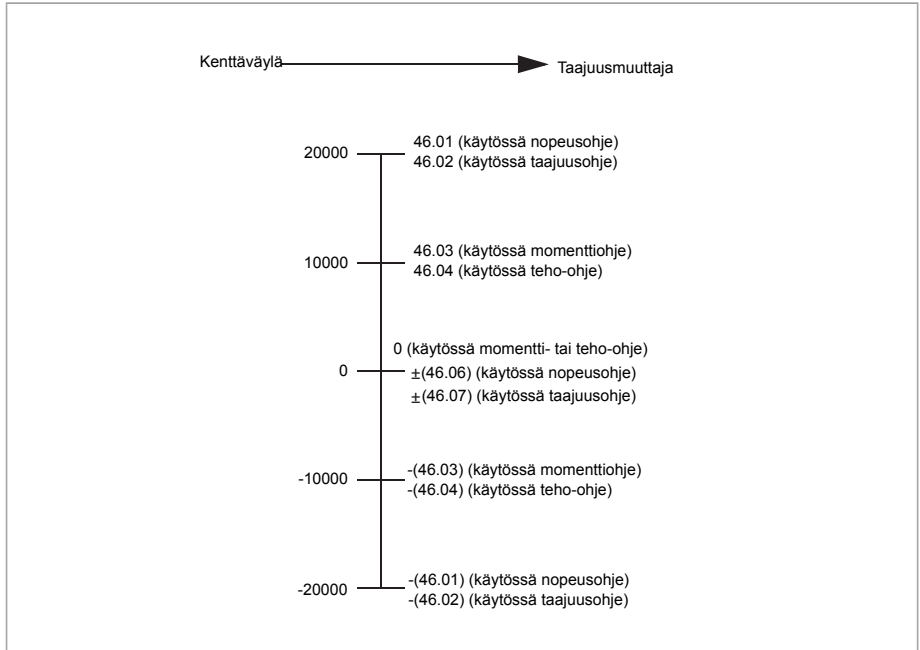 Kenttäväylä Taajuusmuuttaja
20000 46.01 (käytössä nopeusohje)
46.02 (käytössä taajuusohje)
10000 46.03 (käytössä momenttiohje)
46.04 (käytössä teho-ohje)
0 (käytössä momentti- tai teho-ohje)
0 ±(46.06) (käytössä nopeusohje)
±(46.07) (käytössä taajuusohje)
-10000 -(46.03) (käytössä momenttiohje)
-(46.04) (käytössä teho-ohje)
-20000 -(46.01) (käytössä nopeusohje)
-(46.02) (käytössä taajuusohje)